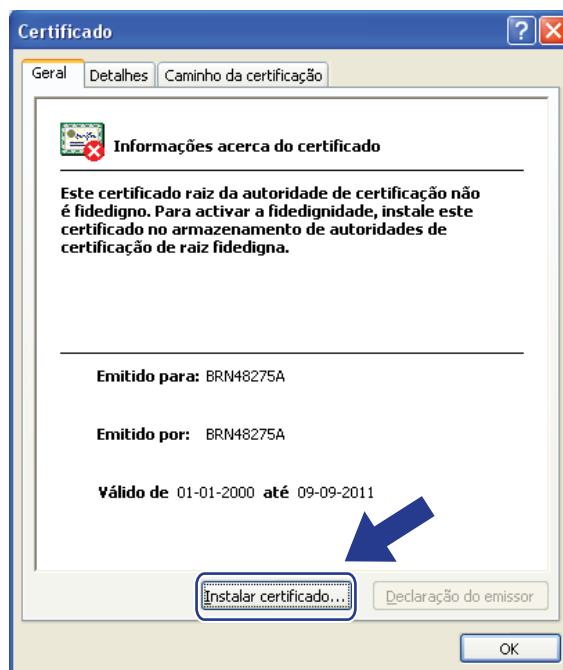 Certificado
Geral Detalhes Caminho da certificação
Informações acerca do certificado
Este certificado raiz da autoridade de certificação não
é fidedigno. Para activar a fidedignidade, instale este
certificado no armazenamento de autoridades de
certificação de raiz fidedigna.
Emitido para: BRN48275A
Emitido por: BRN48275A
Válido de 01-01-2000 até 09-09-2011
Instalar certificado... Declaração do emissor
OK